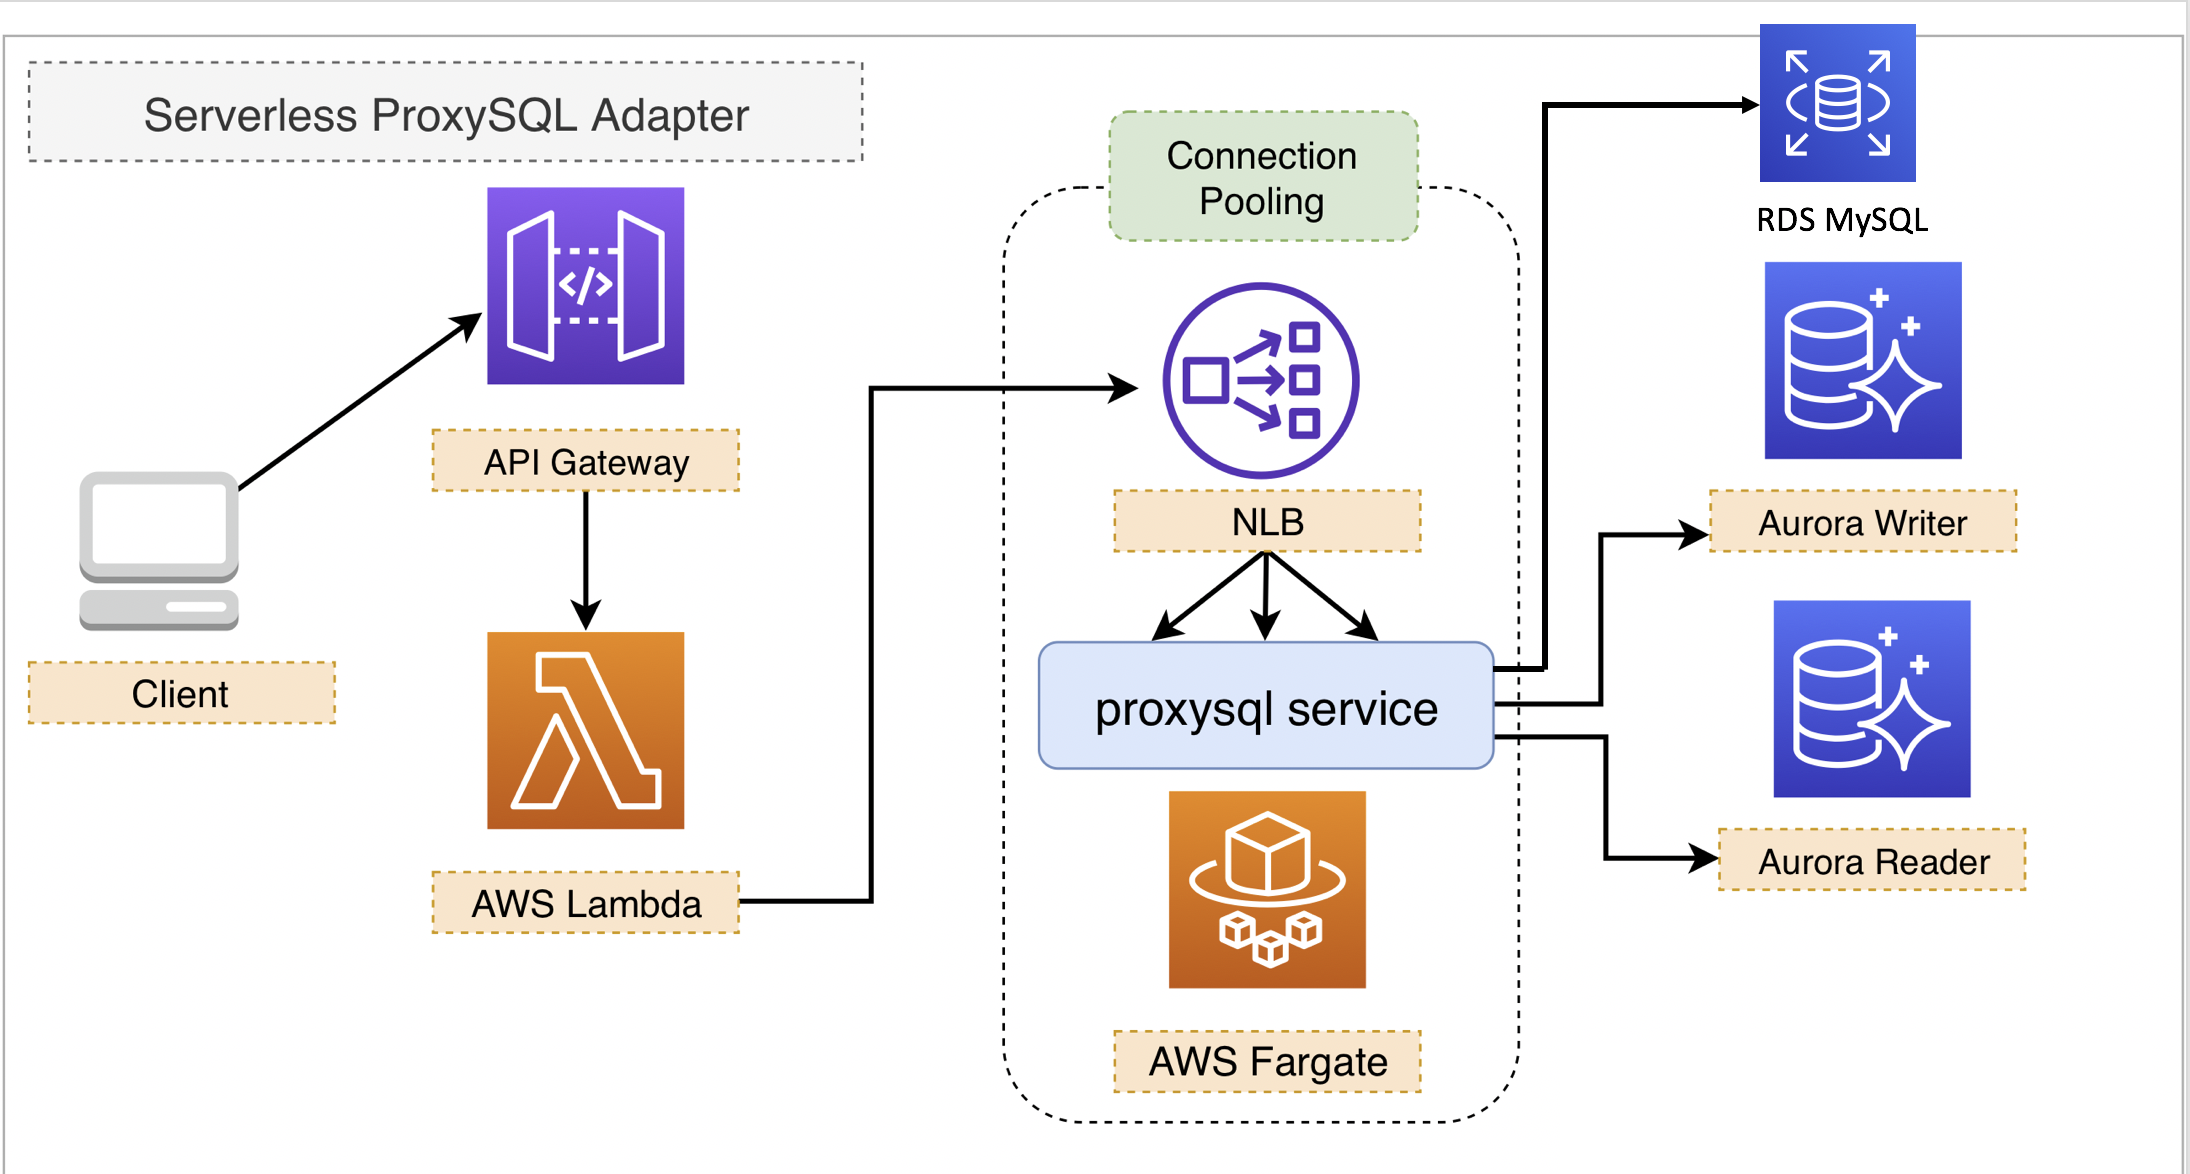 Serverless ProxySQL Adapter
Connection
Pooling
RDS MySQL
</>
API Gateway
NLB
Aurora Writer
Client
proxysql service
Aurora Reader
AWS Lambda
AWS Fargate